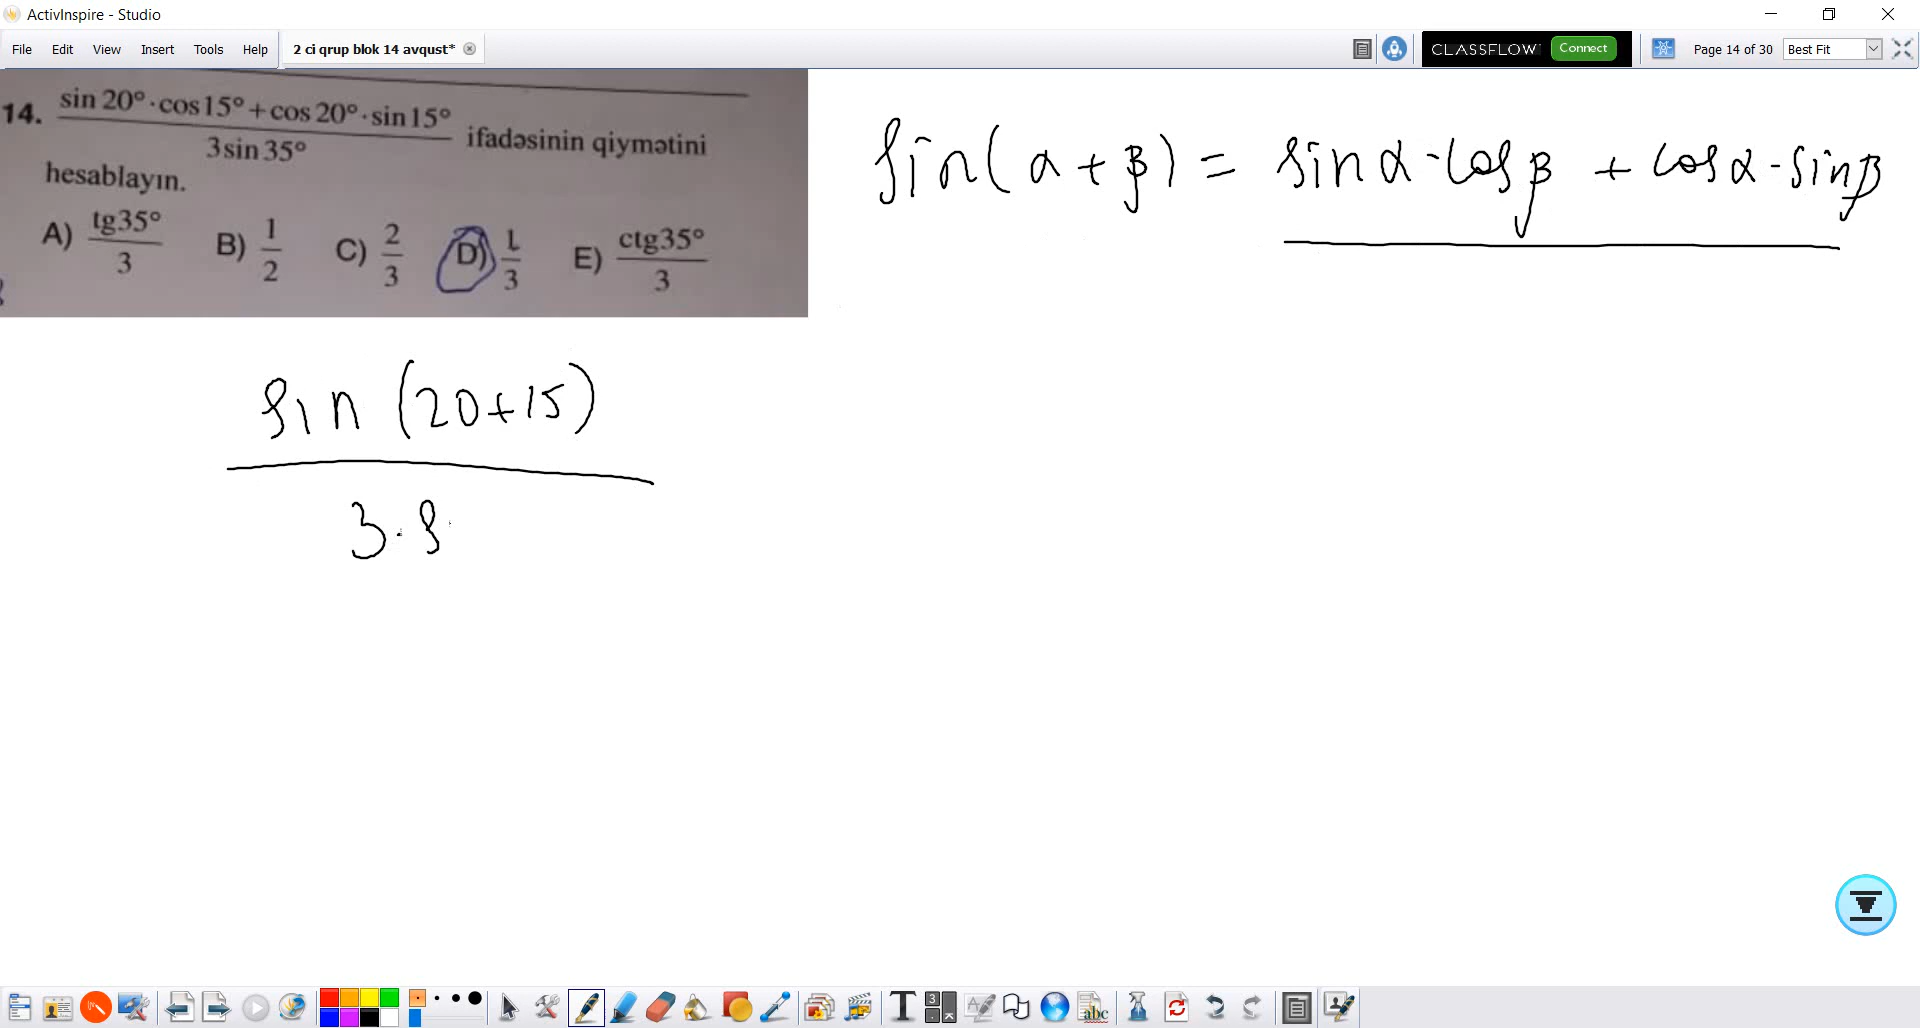 ActivInspire - Studio
File Edit View Insert Tools Help 2 ci qrup blok 14 avqust* CLASSFLOW Connect Page 14 of 30 Best Fit
14. sin 20° · cos 15° + cos 20° · sin 15° / 3 sin 35° ifadəsinin qiymətini
hesablayın.
A) tg35°/3 B) 1/2 C) 2/3 D) 1/3 E) ctg35°/3
sin(α+β) = sinα·cosβ + cosα·sinβ
sin (20+15)
3·s